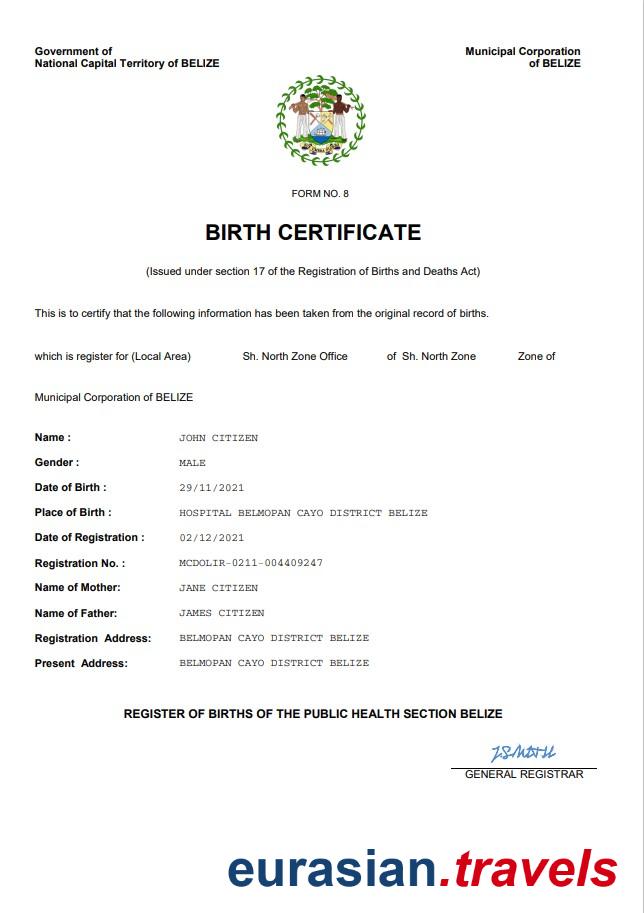 Government of
National Capital Territory of BELIZE
Municipal Corporation
of BELIZE
FORM NO. 8
BIRTH CERTIFICATE
(Issued under section 17 of the Registration of Births and Deaths Act)
This is to certify that the following information has been taken from the original record of births.
which is register for (Local Area) Sh. North Zone Office of Sh. North Zone Zone of
Municipal Corporation of BELIZE
Name : JOHN CITIZEN
Gender : MALE
Date of Birth : 29/11/2021
Place of Birth : HOSPITAL BELMOPAN CAYO DISTRICT BELIZE
Date of Registration : 02/12/2021
Registration No. : MCDOLIR-0211-004409247
Name of Mother: JANE CITIZEN
Name of Father: JAMES CITIZEN
Registration Address: BELMOPAN CAYO DISTRICT BELIZE
Present Address: BELMOPAN CAYO DISTRICT BELIZE
REGISTER OF BIRTHS OF THE PUBLIC HEALTH SECTION BELIZE
GENERAL REGISTRAR
eurasian.travels